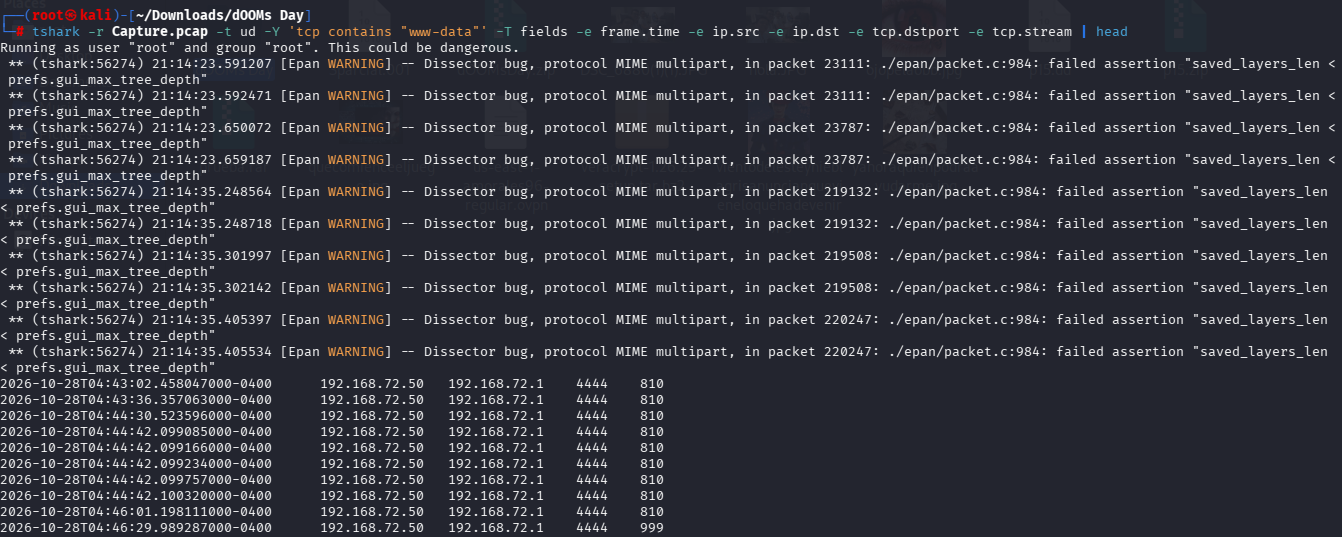 ┌──(root㉿kali)-[~/Downloads/dOOMs Day]
└─# tshark -r Capture.pcap -t ud -Y 'tcp contains "www-data"' -T fields -e frame.time -e ip.src -e ip.dst -e tcp.dstport -e tcp.stream | head
Running as user "root" and group "root". This could be dangerous.
 ** (tshark:56274) 21:14:23.591207 [Epan WARNING] -- Dissector bug, protocol MIME multipart, in packet 23111: ./epan/packet.c:984: failed assertion "saved_layers_len <
 prefs.gui_max_tree_depth"
 ** (tshark:56274) 21:14:23.592471 [Epan WARNING] -- Dissector bug, protocol MIME multipart, in packet 23111: ./epan/packet.c:984: failed assertion "saved_layers_len <
 prefs.gui_max_tree_depth"
 ** (tshark:56274) 21:14:23.650072 [Epan WARNING] -- Dissector bug, protocol MIME multipart, in packet 23787: ./epan/packet.c:984: failed assertion "saved_layers_len <
 prefs.gui_max_tree_depth"
 ** (tshark:56274) 21:14:23.659187 [Epan WARNING] -- Dissector bug, protocol MIME multipart, in packet 23787: ./epan/packet.c:984: failed assertion "saved_layers_len <
 prefs.gui_max_tree_depth"
 ** (tshark:56274) 21:14:35.248564 [Epan WARNING] -- Dissector bug, protocol MIME multipart, in packet 219132: ./epan/packet.c:984: failed assertion "saved_layers_len
< prefs.gui_max_tree_depth"
 ** (tshark:56274) 21:14:35.248718 [Epan WARNING] -- Dissector bug, protocol MIME multipart, in packet 219132: ./epan/packet.c:984: failed assertion "saved_layers_len
< prefs.gui_max_tree_depth"
 ** (tshark:56274) 21:14:35.301997 [Epan WARNING] -- Dissector bug, protocol MIME multipart, in packet 219508: ./epan/packet.c:984: failed assertion "saved_layers_len
< prefs.gui_max_tree_depth"
 ** (tshark:56274) 21:14:35.302142 [Epan WARNING] -- Dissector bug, protocol MIME multipart, in packet 219508: ./epan/packet.c:984: failed assertion "saved_layers_len
< prefs.gui_max_tree_depth"
 ** (tshark:56274) 21:14:35.405397 [Epan WARNING] -- Dissector bug, protocol MIME multipart, in packet 220247: ./epan/packet.c:984: failed assertion "saved_layers_len
< prefs.gui_max_tree_depth"
 ** (tshark:56274) 21:14:35.405534 [Epan WARNING] -- Dissector bug, protocol MIME multipart, in packet 220247: ./epan/packet.c:984: failed assertion "saved_layers_len
< prefs.gui_max_tree_depth"
2026-10-28T04:43:02.458047000-0400      192.168.72.50   192.168.72.1    4444    810
2026-10-28T04:43:36.357063000-0400      192.168.72.50   192.168.72.1    4444    810
2026-10-28T04:44:30.523596000-0400      192.168.72.50   192.168.72.1    4444    810
2026-10-28T04:44:42.099085000-0400      192.168.72.50   192.168.72.1    4444    810
2026-10-28T04:44:42.099166000-0400      192.168.72.50   192.168.72.1    4444    810
2026-10-28T04:44:42.099234000-0400      192.168.72.50   192.168.72.1    4444    810
2026-10-28T04:44:42.099757000-0400      192.168.72.50   192.168.72.1    4444    810
2026-10-28T04:44:42.100320000-0400      192.168.72.50   192.168.72.1    4444    810
2026-10-28T04:46:01.198111000-0400      192.168.72.50   192.168.72.1    4444    810
2026-10-28T04:46:29.989287000-0400      192.168.72.50   192.168.72.1    4444    999